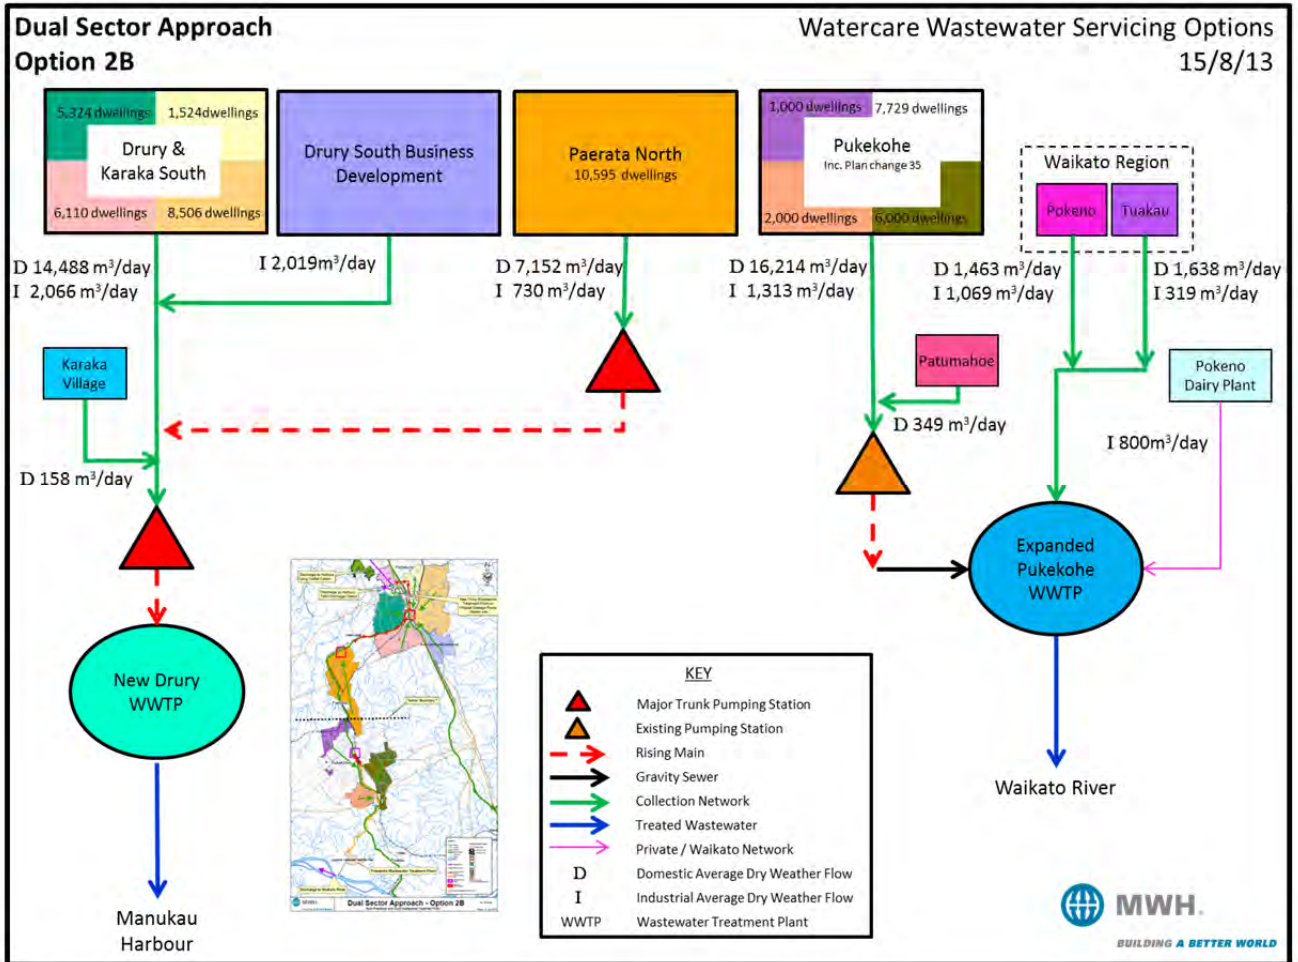 Dual Sector Approach
Option 2B
Watercare Wastewater Servicing Options
15/8/13
5,324 dwellings
1,524dwellings
Drury &
Karaka South
6,110 dwellings
8,506 dwellings
Drury South Business
Development
Paerata North
10,595 dwellings
1,000 dwellings
7,729 dwellings
Pukekohe
Inc. Plan change 35
2,000 dwellings
6,000 dwellings
Waikato Region
Pokeno
Tuakau
D 14,488 m³/day
I 2,066 m³/day
I 2,019m³/day
D 7,152 m³/day
I 730 m³/day
D 16,214 m³/day
I 1,313 m³/day
D 1,463 m³/day
I 1,069 m³/day
D 1,638 m³/day
I 319 m³/day
Karaka
Village
Patumahoe
Pokeno
Dairy Plant
D 349 m³/day
I 800m³/day
D 158 m³/day
New Drury
WWTP
Expanded
Pukekohe
WWTP
Manukau
Harbour
Waikato River
Dual Sector Approach - Option 2B
KEY
Major Trunk Pumping Station
Existing Pumping Station
Rising Main
Gravity Sewer
Collection Network
Treated Wastewater
Private / Waikato Network
D Domestic Average Dry Weather Flow
I Industrial Average Dry Weather Flow
WWTP Wastewater Treatment Plant
MWH.
BUILDING A BETTER WORLD